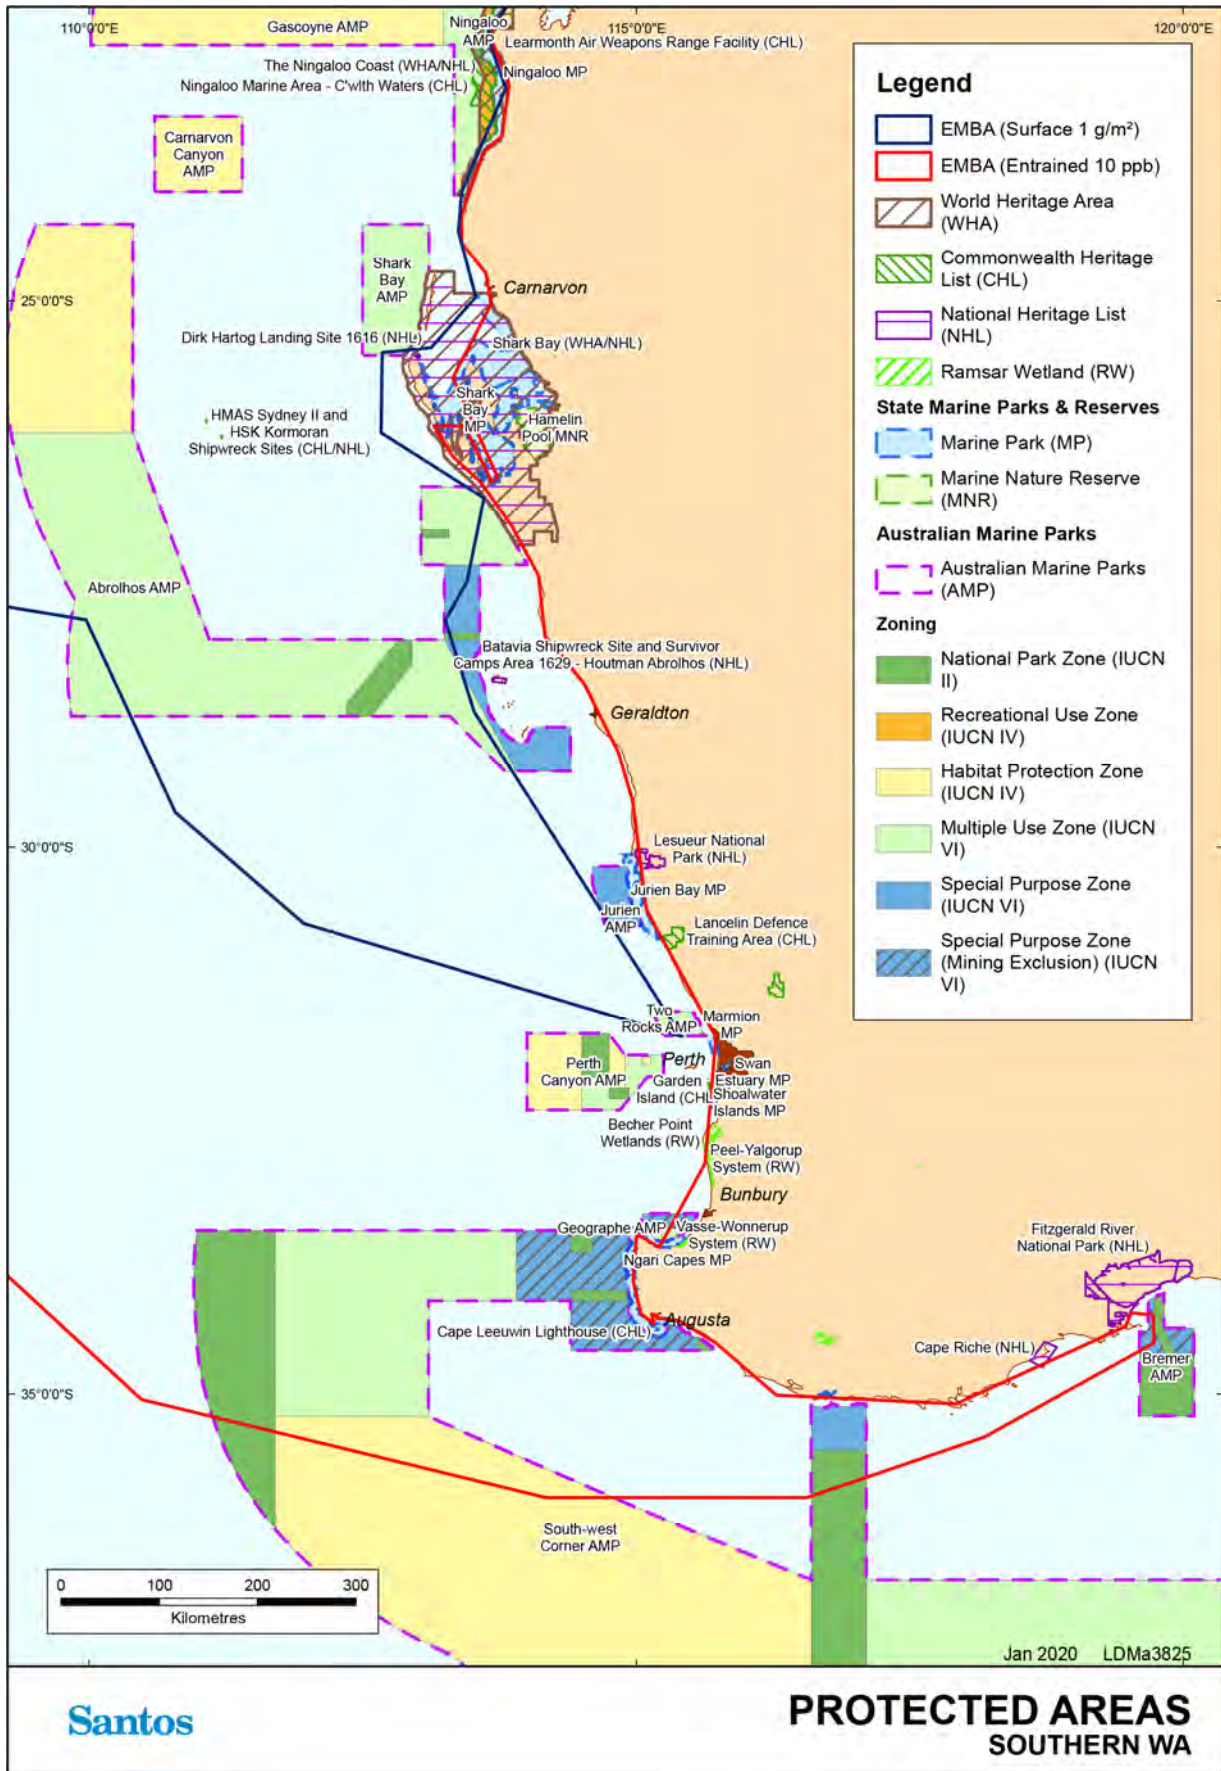 110°0'0"E
115°0'0"E
120°0'0"E
Gascoyne AMP
Ningaloo
AMP
Learmonth Air Weapons Range Facility (CHL)
The Ningaloo Coast (WHA/NHL)
Ningaloo MP
Ningaloo Marine Area - C'wlth Waters (CHL)
Carnarvon
Canyon
AMP
Shark
Bay
AMP
Carnarvon
25°0'0"S
Dirk Hartog Landing Site 1616 (NHL)
Shark Bay (WHA/NHL)
Shark
Bay
MP
Hamelin
Pool MNR
HMAS Sydney II and
HSK Kormoran
Shipwreck Sites (CHL/NHL)
Abrolhos AMP
Batavia Shipwreck Site and Survivor
Camps Area 1629 - Houtman Abrolhos (NHL)
Geraldton
30°0'0"S
Lesueur National
Park (NHL)
Jurien Bay MP
Jurien
AMP
Lancelin Defence
Training Area (CHL)
Two
Rocks AMP
Marmion
MP
Perth
Canyon AMP
Perth
Swan
Estuary MP
Garden
Island (CHL)
Shoalwater
Islands MP
Becher Point
Wetlands (RW)
Peel-Yalgorup
System (RW)
Bunbury
Geographe AMP
Vasse-Wonnerup
System (RW)
Ngari Capes MP
Fitzgerald River
National Park (NHL)
Augusta
Cape Leeuwin Lighthouse (CHL)
Cape Riche (NHL)
Bremer
AMP
35°0'0"S
South-west
Corner AMP
Legend
EMBA (Surface 1 g/m²)
EMBA (Entrained 10 ppb)
World Heritage Area
(WHA)
Commonwealth Heritage
List (CHL)
National Heritage List
(NHL)
Ramsar Wetland (RW)
State Marine Parks & Reserves
Marine Park (MP)
Marine Nature Reserve
(MNR)
Australian Marine Parks
Australian Marine Parks
(AMP)
Zoning
National Park Zone (IUCN
II)
Recreational Use Zone
(IUCN IV)
Habitat Protection Zone
(IUCN IV)
Multiple Use Zone (IUCN
VI)
Special Purpose Zone
(IUCN VI)
Special Purpose Zone
(Mining Exclusion) (IUCN
VI)
0 100 200 300
Kilometres
Jan 2020 LDMa3825
Santos
PROTECTED AREAS
SOUTHERN WA